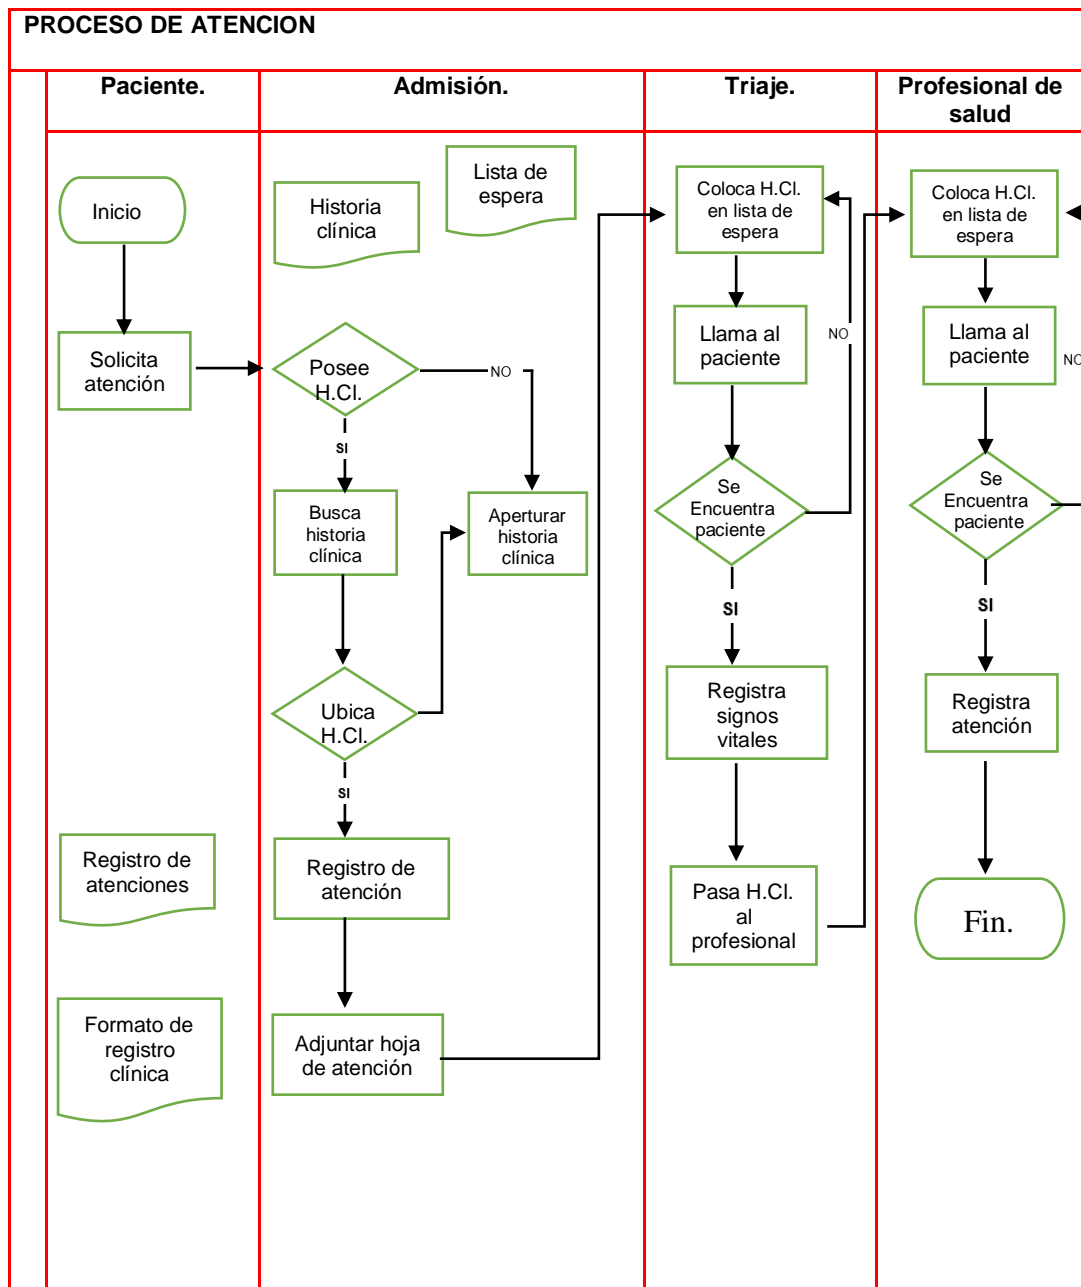 PROCESO DE ATENCION
Paciente.
Admisión.
Triaje.
Profesional de
salud
Inicio
Solicita
atención
Registro de
atenciones
Formato de
registro
clínica
Historia
clínica
Lista de
espera
Posee
H.Cl.
NO
SI
Busca
historia
clínica
Aperturar
historia
clínica
Ubica
H.Cl.
SI
Registro de
atención
Adjuntar hoja
de atención
Coloca H.Cl.
en lista de
espera
Llama al
paciente
NO
Se
Encuentra
paciente
SI
Registra
signos
vitales
Pasa H.Cl.
al
profesional
Coloca H.Cl.
en lista de
espera
Llama al
paciente
NO
Se
Encuentra
paciente
SI
Registra
atención
Fin.